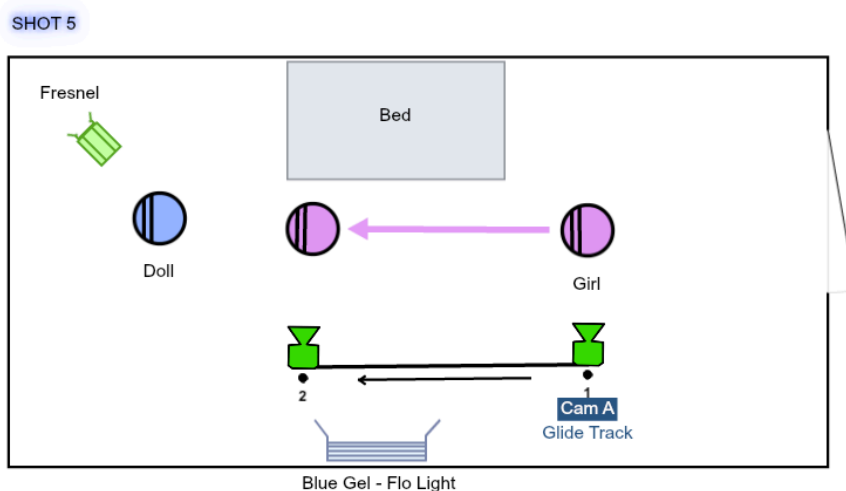 SHOT 5
Fresnel
Bed
Doll
Girl
2
1
Cam A
Glide Track
Blue Gel - Flo Light